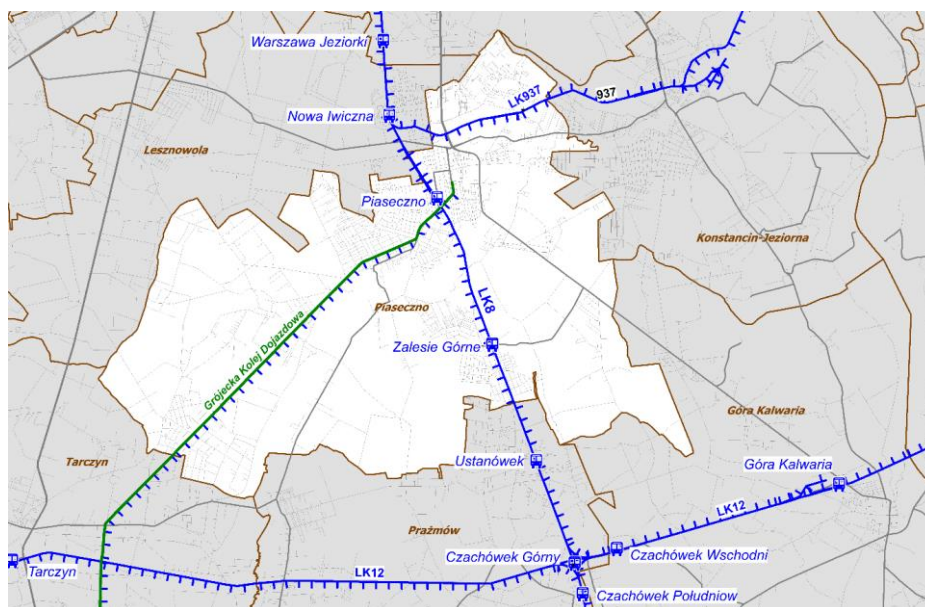 Warszawa Jeziorki
LK937
937
Nowa Iwiczna
Lesznowola
Piaseczno
Konstancin-Jeziorna
LK8
Piaseczno
Grójecka Kolej Dojazdowa
Zalesie Górne
Góra Kalwaria
Tarczyn
Ustanówek
Góra Kalwaria
LK12
Prażmów
Czachówek Górny
Czachówek Wschodni
Tarczyn
LK12
Czachówek Południow